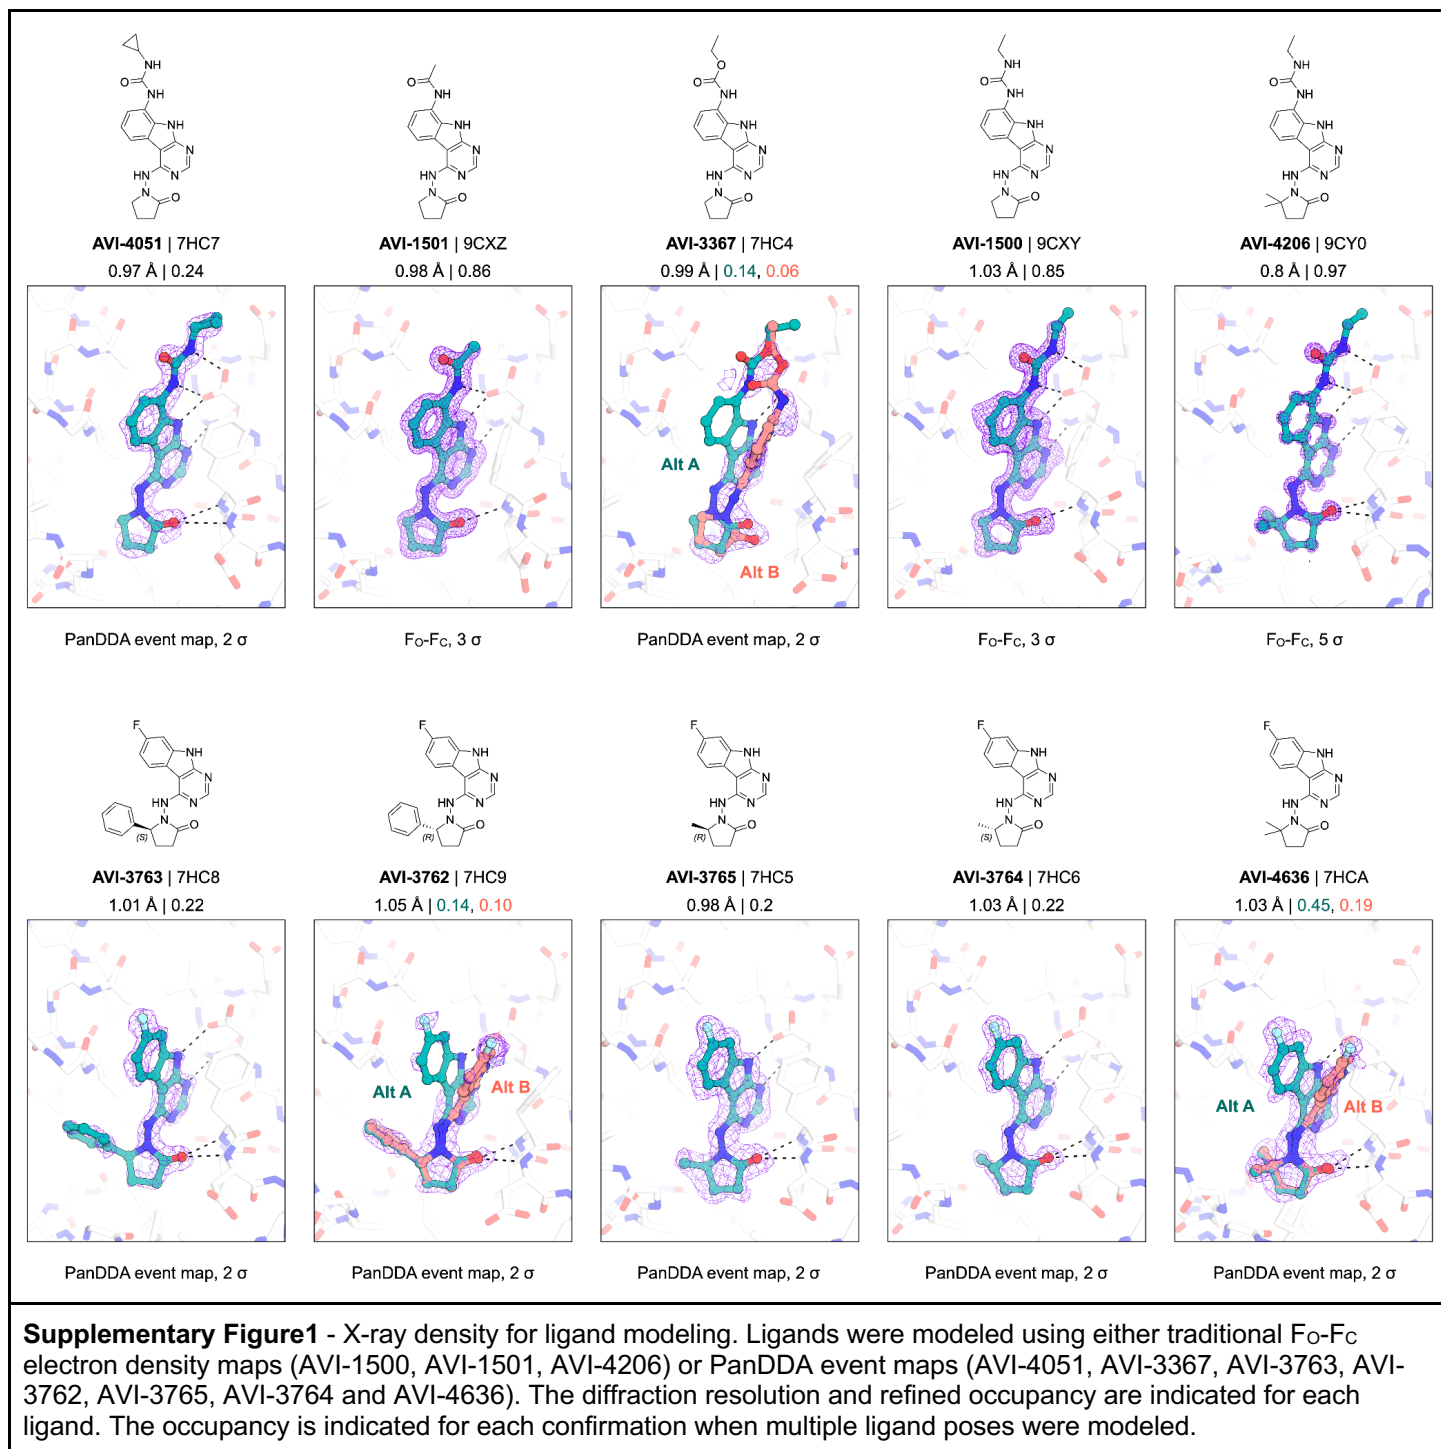 AVI-4051 | 7HC7
0.97 Å | 0.24
PanDDA event map, 2 σ
AVI-1501 | 9CXZ
0.98 Å | 0.86
FO-FC, 3 σ
AVI-3367 | 7HC4
0.99 Å | 0.14, 0.06
Alt A
Alt B
PanDDA event map, 2 σ
AVI-1500 | 9CXY
1.03 Å | 0.85
FO-FC, 3 σ
AVI-4206 | 9CY0
0.8 Å | 0.97
FO-FC, 5 σ
(S)
AVI-3763 | 7HC8
1.01 Å | 0.22
PanDDA event map, 2 σ
(R)
AVI-3762 | 7HC9
1.05 Å | 0.14, 0.10
Alt A
Alt B
PanDDA event map, 2 σ
(R)
AVI-3765 | 7HC5
0.98 Å | 0.2
PanDDA event map, 2 σ
(S)
AVI-3764 | 7HC6
1.03 Å | 0.22
PanDDA event map, 2 σ
AVI-4636 | 7HCA
1.03 Å | 0.45, 0.19
Alt A
Alt B
PanDDA event map, 2 σ
Supplementary Figure1 - X-ray density for ligand modeling. Ligands were modeled using either traditional FO-FC
electron density maps (AVI-1500, AVI-1501, AVI-4206) or PanDDA event maps (AVI-4051, AVI-3367, AVI-3763, AVI-
3762, AVI-3765, AVI-3764 and AVI-4636). The diffraction resolution and refined occupancy are indicated for each
ligand. The occupancy is indicated for each confirmation when multiple ligand poses were modeled.